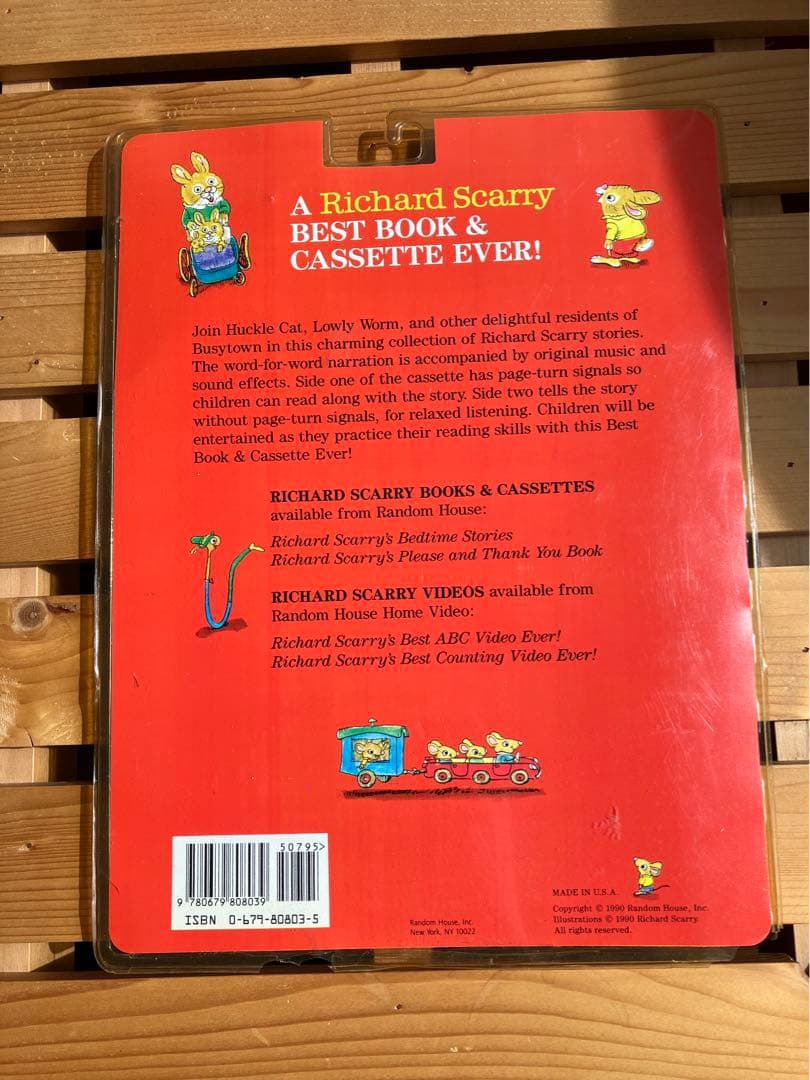 A Richard Scarry
BEST BOOK &
CASSETTE EVER!
Join Huckle Cat, Lowly Worm, and other delightful residents of
Busytown in this charming collection of Richard Scarry stories.
The word-for-word narration is accompanied by original music and
sound effects. Side one of the cassette has page-turn signals so
children can read along with the story. Side two tells the story
without page-turn signals, for relaxed listening. Children will be
entertained as they practice their reading skills with this Best
Book & Cassette Ever!
RICHARD SCARRY BOOKS & CASSETTES
available from Random House:
Richard Scarry's Bedtime Stories
Richard Scarry's Please and Thank You Book
RICHARD SCARRY VIDEOS available from
Random House Home Video:
Richard Scarry's Best ABC Video Ever!
Richard Scarry's Best Counting Video Ever!
50795>
9 780679 808039
ISBN 0-679-80803-5
Random House, Inc.
New York, NY 10022
MADE IN U.S.A.
Copyright © 1990 Random House, Inc.
Illustrations © 1990 Richard Scarry.
All rights reserved.